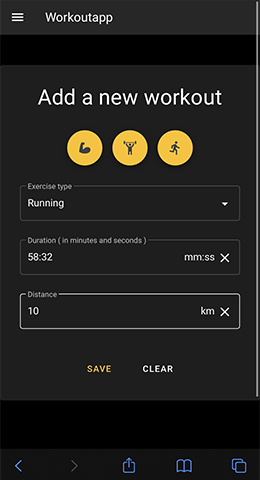 Workoutapp
Add a new workout
Exercise type
Running
Duration ( in minutes and seconds )
58:32 mm:ss
Distance
10 km
SAVE CLEAR